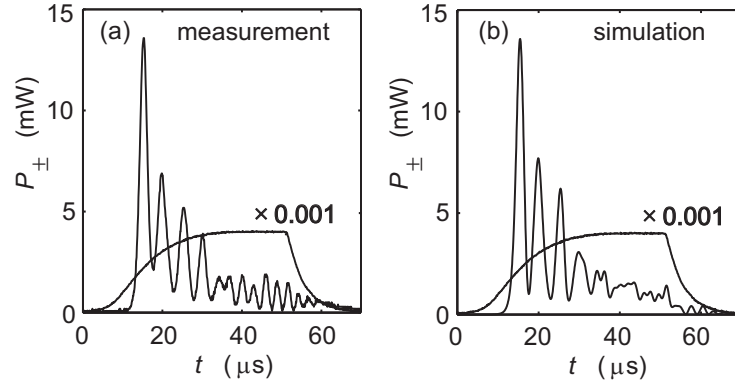 (a) measurement
15
10
5
0
P± (mW)
× 0.001
0 20 40 60
t (μs)
(b) simulation
15
10
5
0
P± (mW)
× 0.001
0 20 40 60
t (μs)